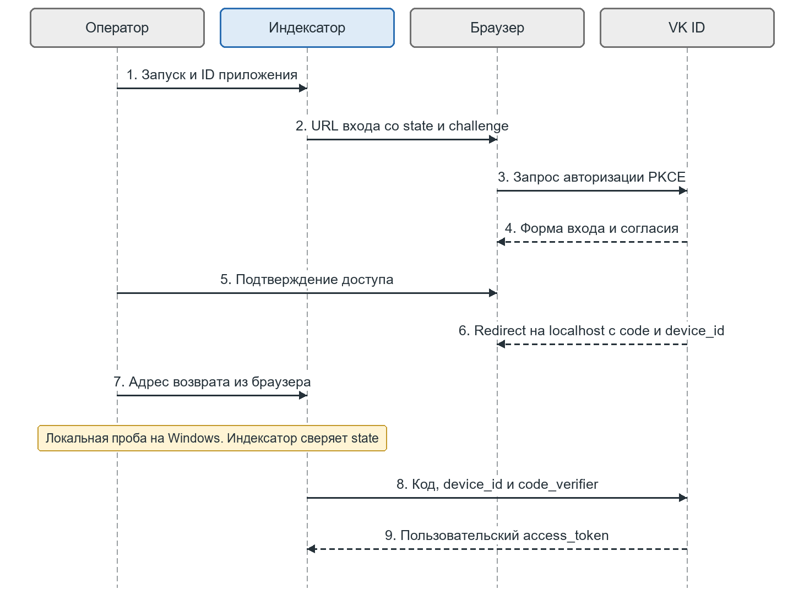 Оператор
Индексатор
Браузер
VK ID
1. Запуск и ID приложения
2. URL входа со state и challenge
3. Запрос авторизации PKCE
4. Форма входа и согласия
5. Подтверждение доступа
6. Redirect на localhost с code и device_id
7. Адрес возврата из браузера
Локальная проба на Windows. Индексатор сверяет state
8. Код, device_id и code_verifier
9. Пользовательский access_token